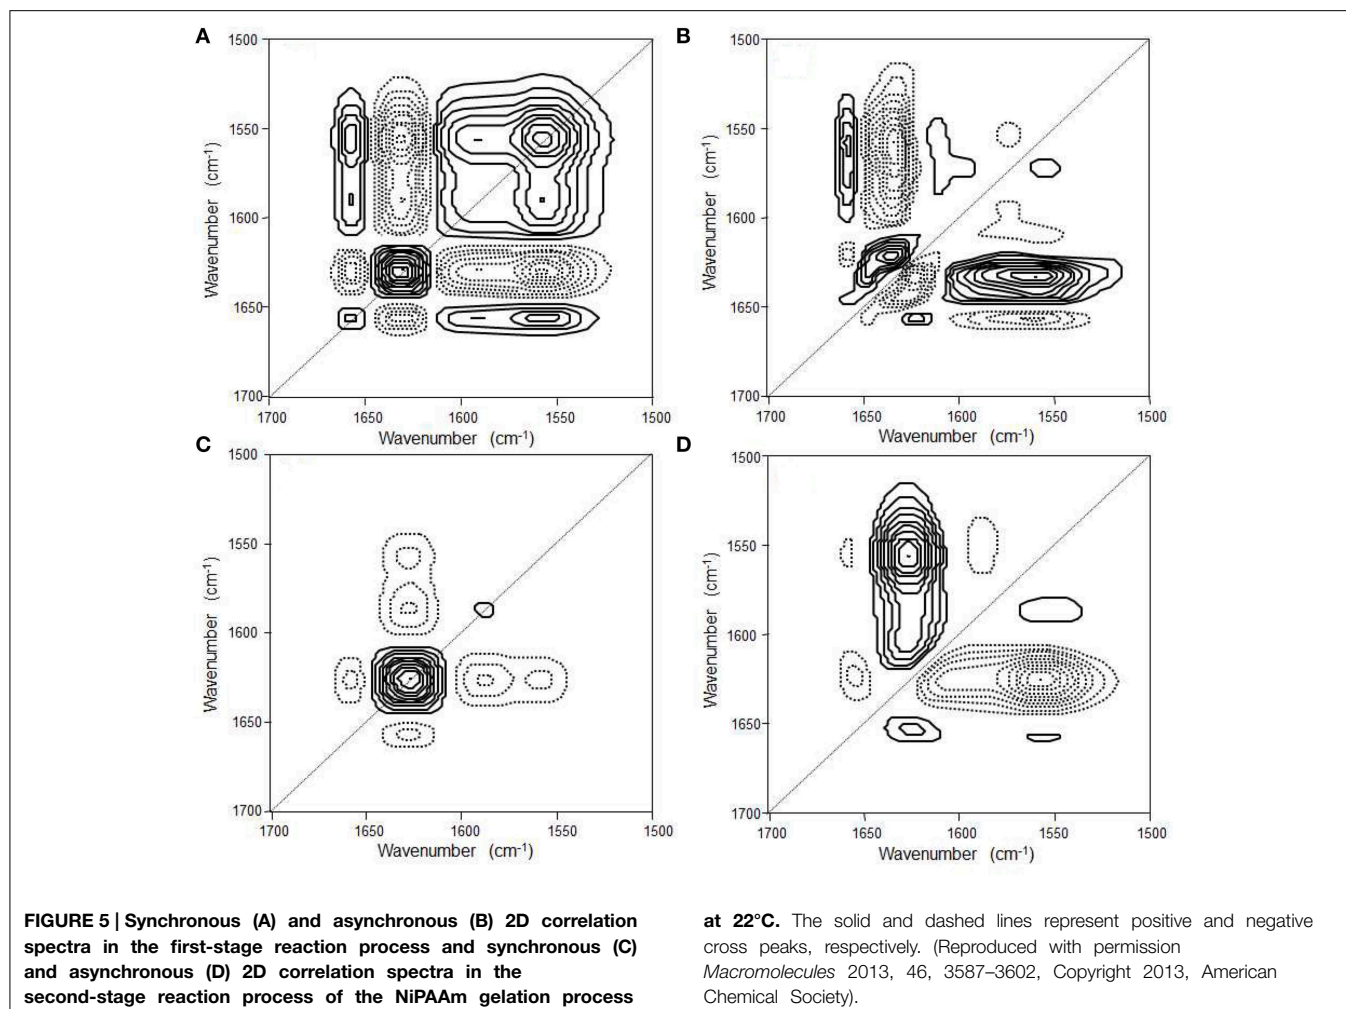 A
B
1500
1550
1600
1650
1700
Wavenumber (cm-1)
1700
1650
1600
1550
1500
Wavenumber (cm-1)
1500
1550
1600
1650
1700
Wavenumber (cm-1)
1700
1650
1600
1550
1500
Wavenumber (cm-1)
C
D
1500
1550
1600
1650
1700
Wavenumber (cm-1)
1700
1650
1600
1550
1500
Wavenumber (cm-1)
1500
1550
1600
1650
1700
Wavenumber (cm-1)
1700
1650
1600
1550
1500
Wavenumber (cm-1)
FIGURE 5 | Synchronous (A) and asynchronous (B) 2D correlation
spectra in the first-stage reaction process and synchronous (C)
and asynchronous (D) 2D correlation spectra in the
second-stage reaction process of the NiPAAm gelation process
at 22°C. The solid and dashed lines represent positive and negative
cross peaks, respectively. (Reproduced with permission
Macromolecules 2013, 46, 3587–3602, Copyright 2013, American
Chemical Society).